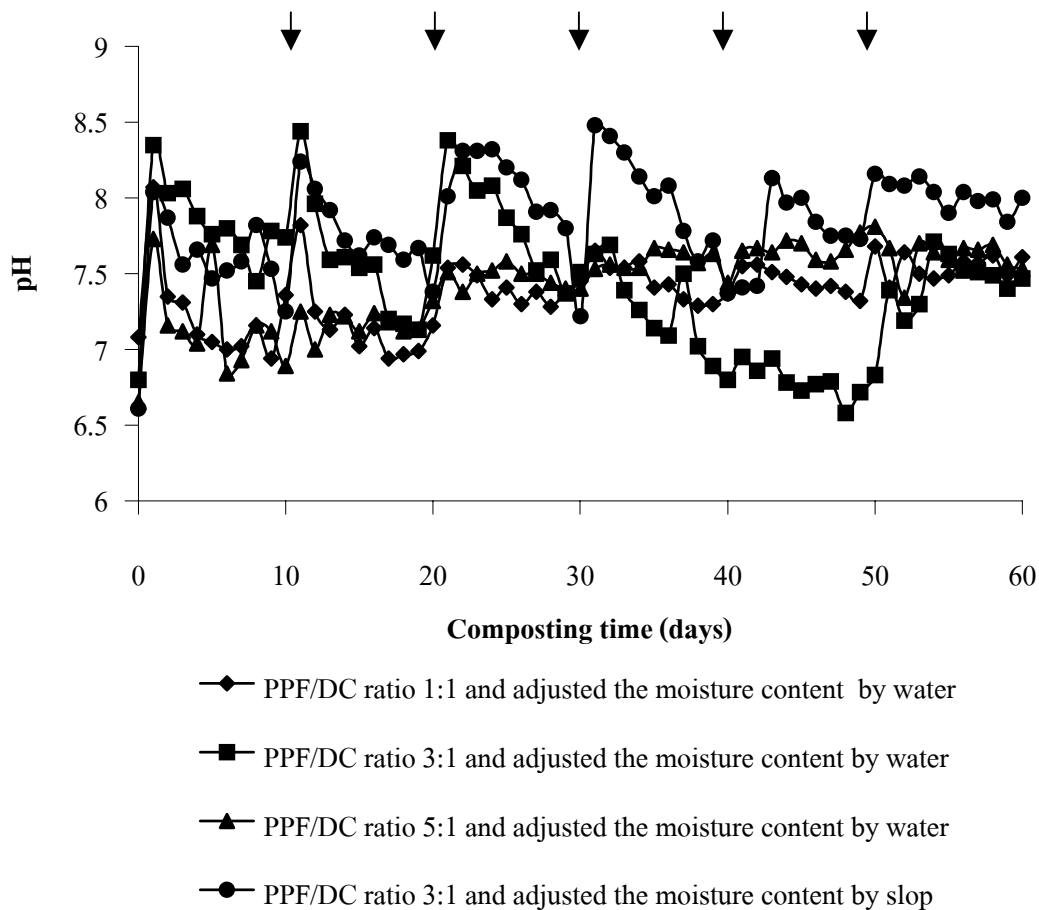 9
8.5
8
7.5
7
6.5
6
pH
0 10 20 30 40 50 60
Composting time (days)
PPF/DC ratio 1:1 and adjusted the moisture content by water
PPF/DC ratio 3:1 and adjusted the moisture content by water
PPF/DC ratio 5:1 and adjusted the moisture content by water
PPF/DC ratio 3:1 and adjusted the moisture content by slop